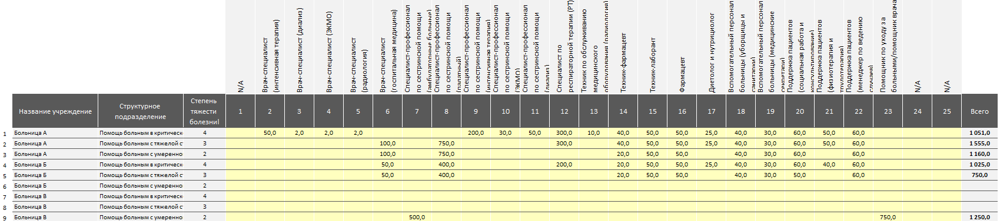 N/A
Врач-специалист
(интенсивная терапия)
Врач-специалист (диализ)
Врач-специалист (ЭКМО)
Врач-специалист
(радиология)
Врач-специалист
(госпитальная медицина)
Специалист-профессионал
по сестринской помощи
(амбулаторные больные)
Специалист-профессионал
по сестринской помощи
(палатный)
Специалист-профессионал
по сестринской помощи
(интенсивная терапия)
Специалист-профессионал
по сестринской помощи
(ЭКМО)
Специалист-профессионал
по сестринской помощи
(диализ)
Специалист по
респираторной терапии (РТ)
Техник по обслуживанию
медицинского
оборудования (радиология)
Техник-фармацевт
Техник-лаборант
Фармацевт
Диетолог и нутрициолог
Вспомогательный персонал
больницы (уборщицы и
санитарки)
Вспомогательный персонал
больницы (медицинские
секретари)
Поддержка пациентов
(социальная работа и
консультирование)
Поддержка пациентов
(физиотерапия и
трудотерапия)
Поддержка пациентов
(менеджер по ведению
случаев)
Помощник по уходу за
больными/помощник врача
N/A
N/A
Название учреждение Структурное подразделение Степень тяжести болезни 1 2 3 4 5 6 7 8 9 10 11 12 13 14 15 16 17 18 19 20 21 22 23 24 25 Всего
1 Больница А Помощь больным в критическ 4 50,0 2,0 2,0 2,0 200,0 30,0 50,0 300,0 10,0 40,0 50,0 50,0 25,0 40,0 30,0 60,0 50,0 60,0 1 051,0
2 Больница А Помощь больным с тяжелой ст 3 100,0 750,0 300,0 40,0 50,0 50,0 25,0 40,0 30,0 60,0 50,0 60,0 1 555,0
3 Больница А Помощь больным с умеренно 2 100,0 750,0 20,0 50,0 50,0 40,0 30,0 60,0 60,0 1 160,0
4 Больница Б Помощь больным в критическ 4 50,0 400,0 200,0 20,0 50,0 50,0 25,0 40,0 30,0 60,0 40,0 60,0 1 025,0
5 Больница Б Помощь больным с тяжелой ст 3 50,0 400,0 20,0 50,0 50,0 40,0 30,0 50,0 60,0 750,0
6 Больница Б Помощь больным с умеренно 2
7 Больница В Помощь больным в критическ 4
8 Больница В Помощь больным с тяжелой ст 3
9 Больница В Помощь больным с умеренно 2 500,0 750,0 1 250,0